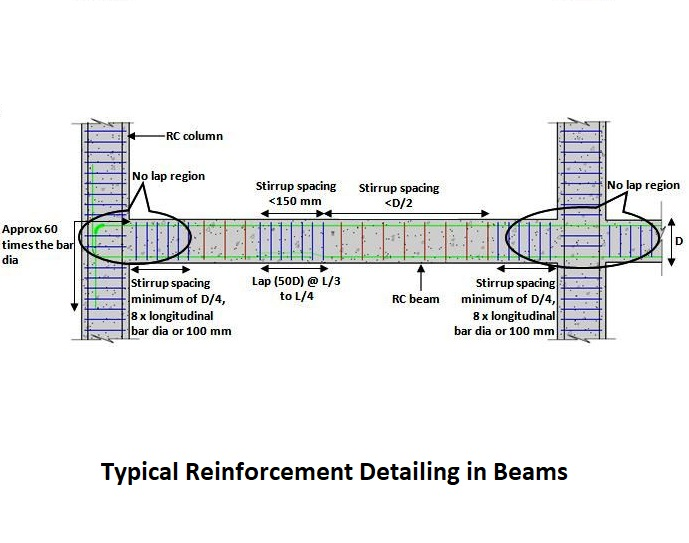 RC column
No lap region
No lap region
Stirrup spacing
<150 mm
Stirrup spacing
<D/2
Approx 60
times the bar
dia
D
Stirrup spacing
minimum of D/4,
8 x longitudinal
bar dia or 100 mm
Lap (50D) @ L/3
to L/4
RC beam
Stirrup spacing
minimum of D/4,
8 x longitudinal
bar dia or 100 mm
Typical Reinforcement Detailing in Beams